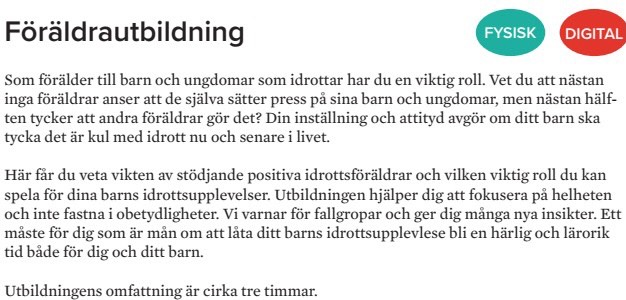 Föräldrautbildning
FYSISK
DIGITAL
Som förälder till barn och ungdomar som idrottar har du en viktig roll. Vet du att nästan
inga föräldrar anser att de själva sätter press på sina barn och ungdomar, men nästan hälf-
ten tycker att andra föräldrar gör det? Din inställning och attityd avgör om ditt barn ska
tycka det är kul med idrott nu och senare i livet.
Här får du veta vikten av stödjande positiva idrottsföräldrar och vilken viktig roll du kan
spela för dina barns idrottsupplevelser. Utbildningen hjälper dig att fokusera på helheten
och inte fastna i obetydligheter. Vi varnar för fallgropar och ger dig många nya insikter. Ett
måste för dig som är mån om att låta ditt barns idrottsupplevlese bli en härlig och lärorik
tid både för dig och ditt barn.
Utbildningens omfattning är cirka tre timmar.